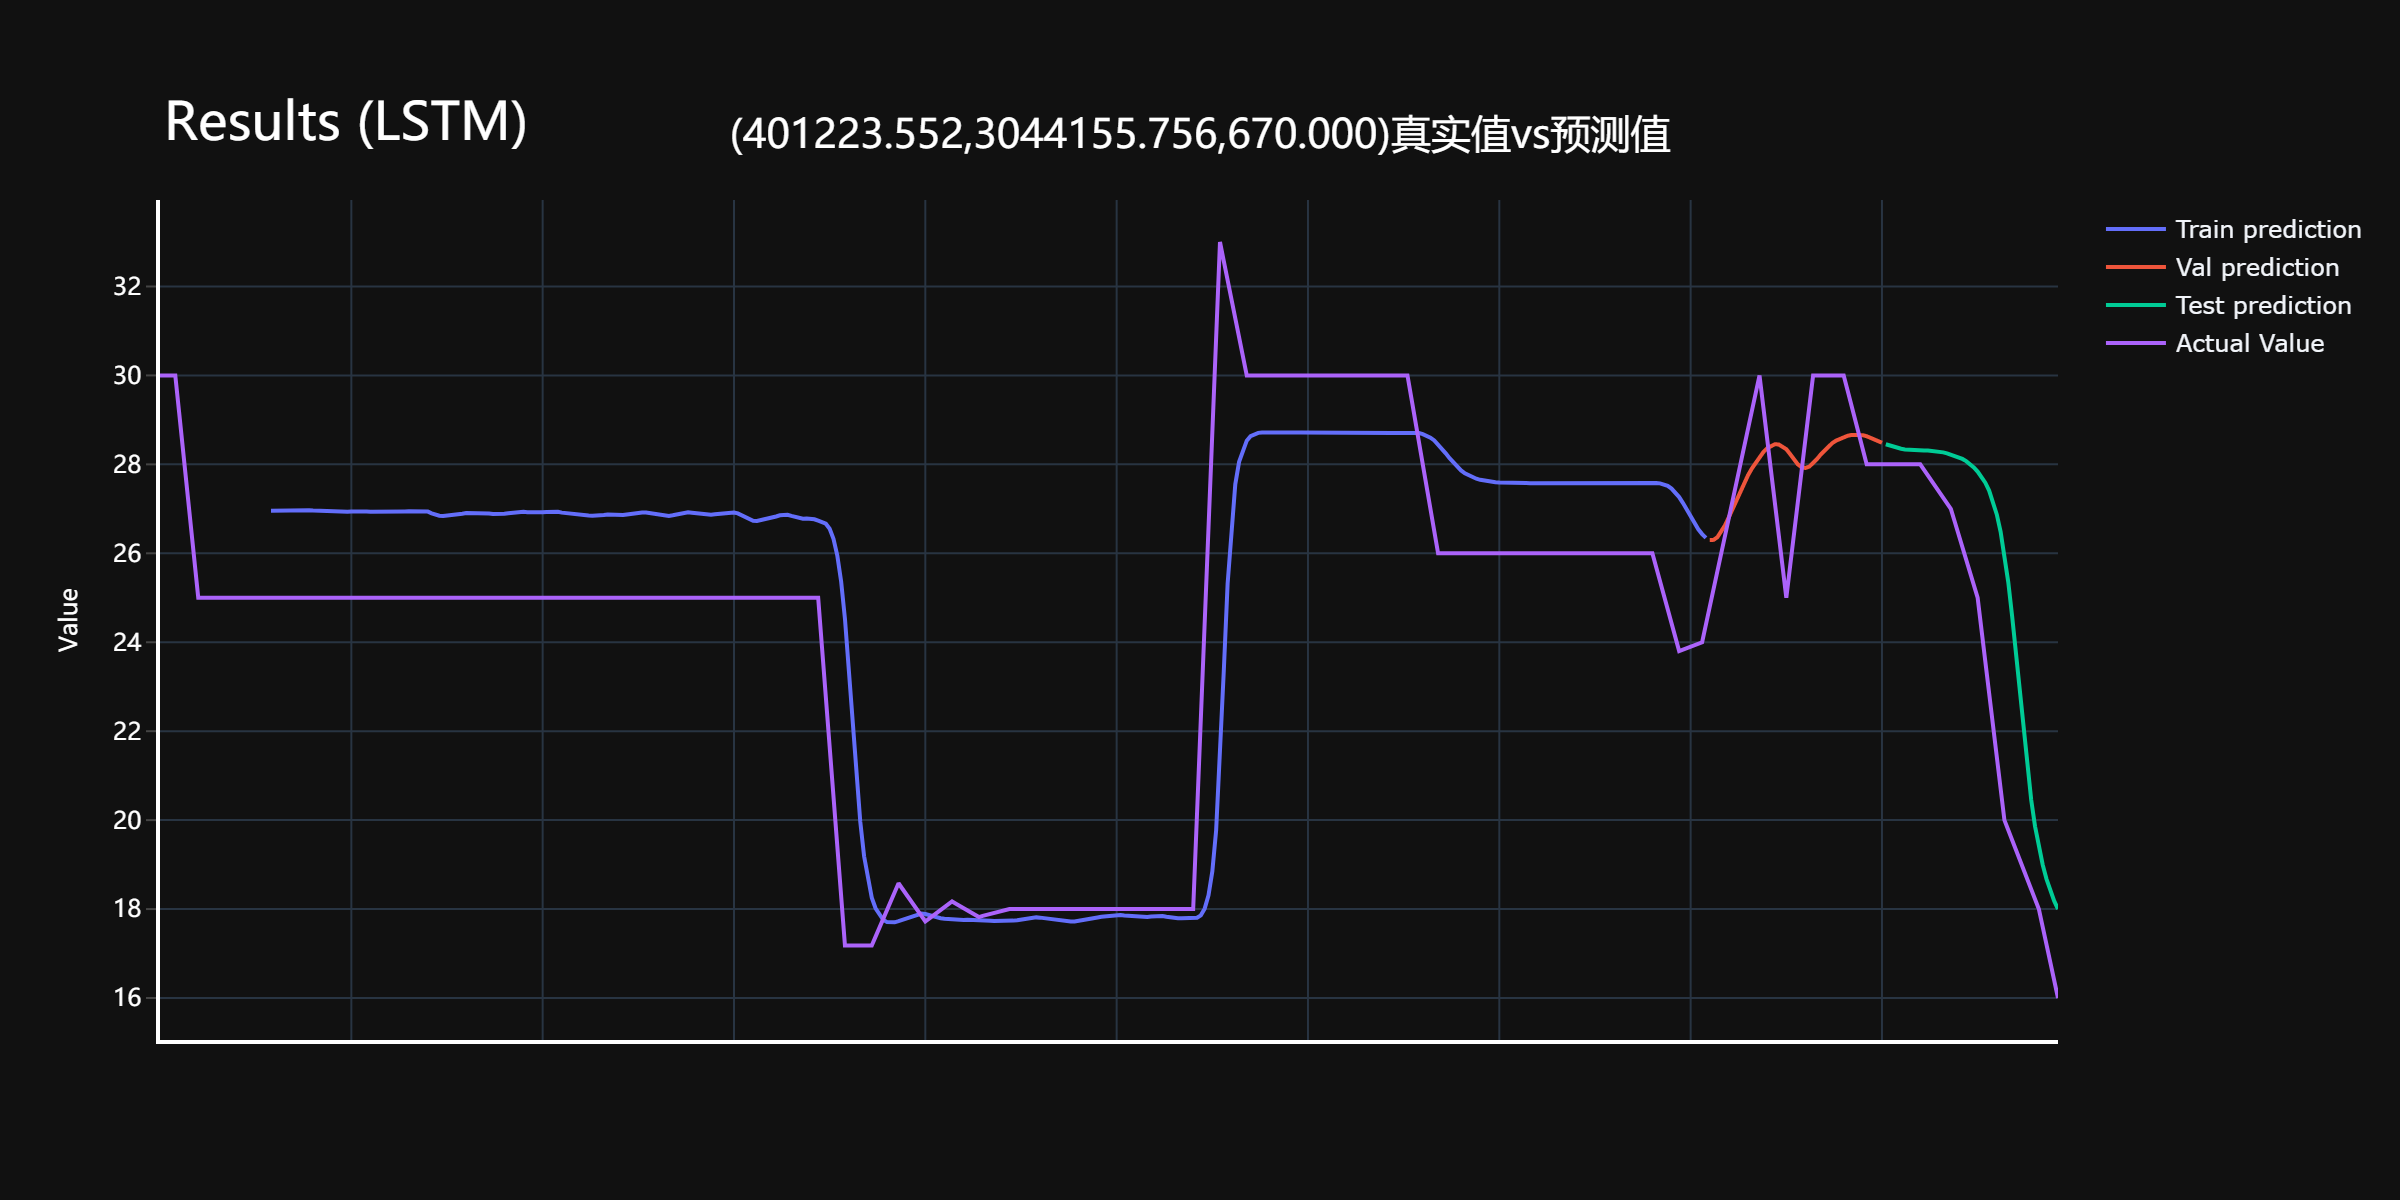 Results (LSTM)
(401223.552,3044155.756,670.000)真实值vs预测值
Train prediction
Val prediction
Test prediction
Actual Value
32
30
28
26
24
22
20
18
16
Value